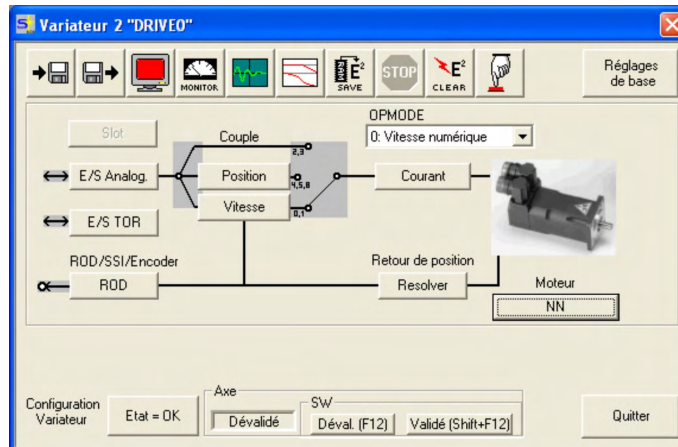 Variateur 2 "DRIVE0"
MONITOR
E²
SAVE
STOP
E²
CLEAR
Réglages
de base
OPMODE
0: Vitesse numérique
Slot
Couple
2,3
E/S Analog.
Position
4,5,8
Courant
Vitesse
0,1
E/S TOR
ROD/SSI/Encoder
Retour de position
ROD
Resolver
Moteur
NN
Configuration
Variateur
Etat = OK
Axe
Dévalidé
SW
Déval. (F12)
Validé (Shift+F12)
Quitter